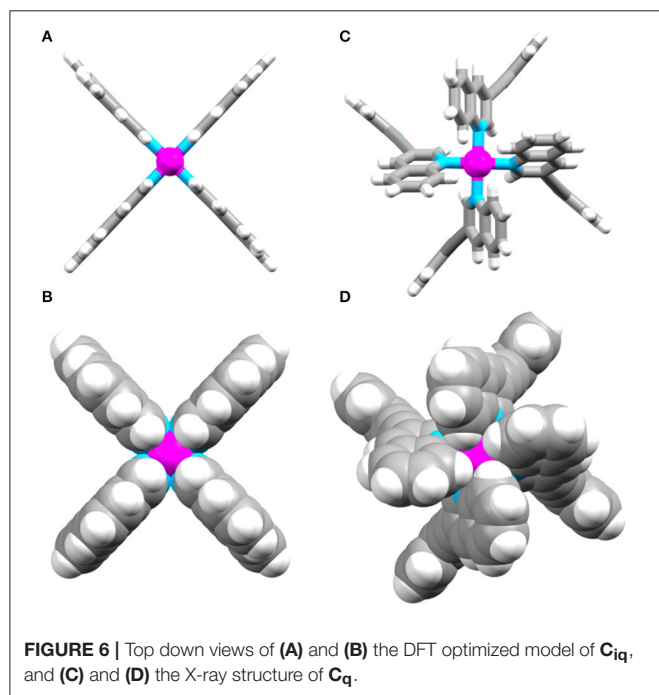 A
C
B
D
FIGURE 6 | Top down views of (A) and (B) the DFT optimized model of Ciq,
and (C) and (D) the X-ray structure of Cq.